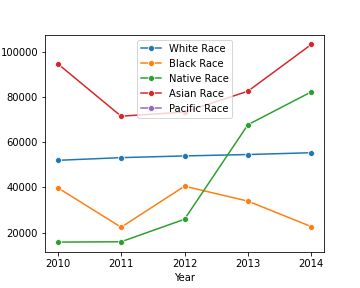 White Race
Black Race
Native Race
Asian Race
Pacific Race
100000
80000
60000
40000
20000
2010 2011 2012 2013 2014
Year